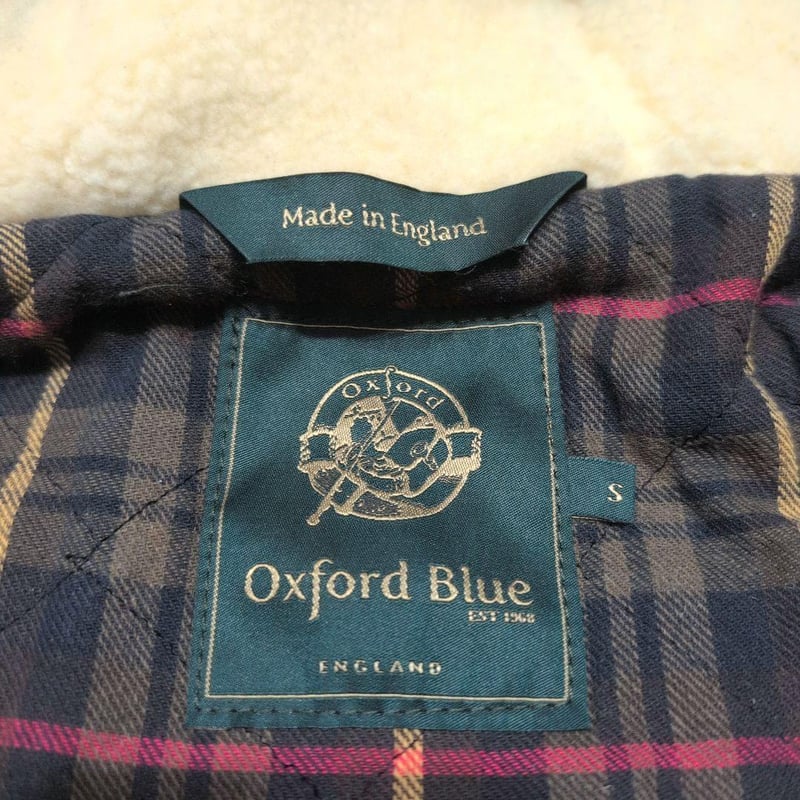 Made in England
Oxford
S
Oxford Blue
EST 1968
ENGLAND